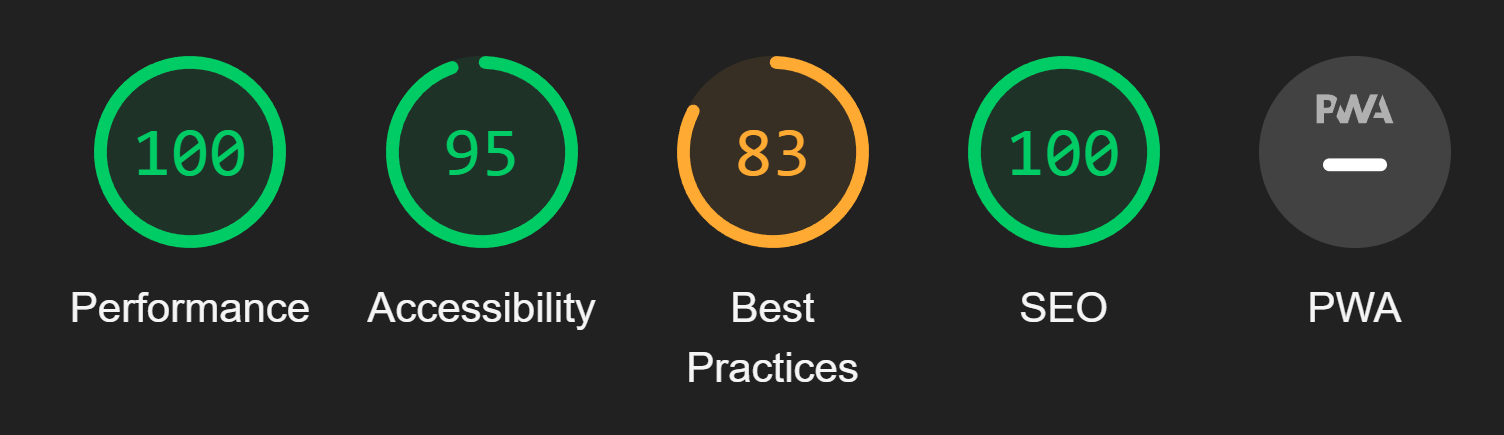 100 95 83 100 PWA
Performance Accessibility Best Practices SEO PWA